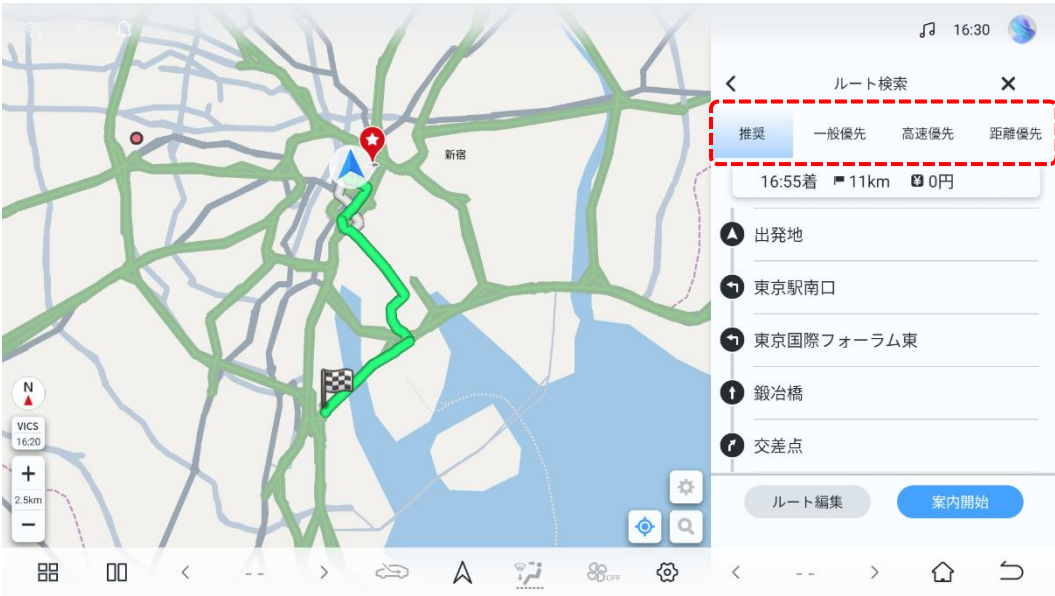 16:30
ルート検索
推奨 一般優先 高速優先 距離優先
16:55着 11km 0円
出発地
東京駅南口
東京国際フォーラム東
鍛冶橋
交差点
ルート編集 案内開始
新宿
N
VICS
16:20
+
2.5km
−
-- OFF --